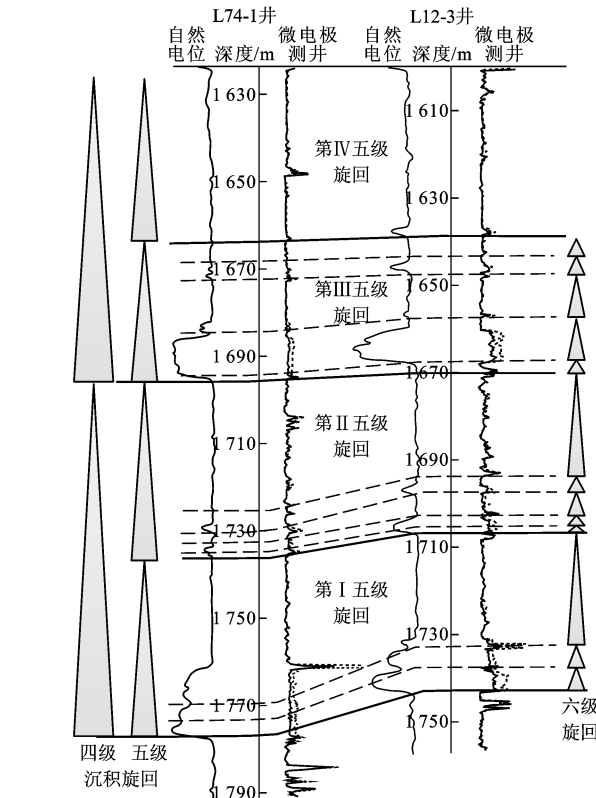 L74-1井 L12-3井
自然 微电极 自然 微电极
电位 深度/m 测井 电位 深度/m 测井
1 630
1 610
第Ⅳ五级
旋回
1 650
1 630
1 670
第Ⅲ五级
旋回
1 650
1 690
1 670
第Ⅱ五级
旋回
1 710
1 690
1 730
1 710
第Ⅰ五级
旋回
1 750
1 730
1 770
1 750
六级
旋回
四级 五级
沉积旋回
1 790